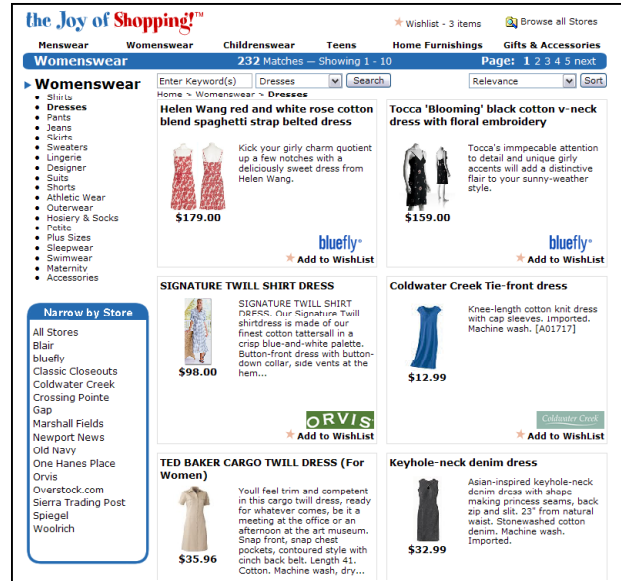 the Joy of Shopping!™
Wishlist - 3 items
Browse all Stores
Menswear Womenswear Childrenswear Teens Home Furnishings Gifts & Accessories
Womenswear 232 Matches — Showing 1 - 10 Page: 1 2 3 4 5 next
Womenswear
Enter Keyword(s) Dresses Search Relevance Sort
Home > Womenswear > Dresses
Shirts
Dresses
Pants
Jeans
Skirts
Sweaters
Lingerie
Designer
Suits
Shorts
Athletic Wear
Outerwear
Hosiery & Socks
Petite
Plus Sizes
Sleepwear
Swimwear
Maternity
Accessories
Narrow by Store
All Stores
Blair
bluefly
Classic Closeouts
Coldwater Creek
Crossing Pointe
Gap
Marshall Fields
Newport News
Old Navy
One Hanes Place
Orvis
Overstock.com
Sierra Trading Post
Spiegel
Woolrich
Helen Wang red and white rose cotton
blend spaghetti strap belted dress
Kick your girly charm quotient
up a few notches with a
deliciously sweet dress from
Helen Wang.
$179.00
bluefly
Add to WishList
Tocca 'Blooming' black cotton v-neck
dress with floral embroidery
Tocca's immpecable attention
to detail and unique girly
accents will add a distinctive
flair to your sunny-weather
style.
$159.00
bluefly
Add to WishList
SIGNATURE TWILL SHIRT DRESS
SIGNATURE TWILL SHIRT
DRESS. Our Signature Twill
shirtdress is made of our
finest cotton tattersall in a
crisp blue-and-white palette.
Button-front dress with button-
down collar, side vents at the
hem...
$98.00
ORVIS
Add to WishList
Coldwater Creek Tie-front dress
Knee-length cotton knit dress
with cap sleeves. Imported.
Machine wash. [A01717]
$12.99
Coldwater Creek
Add to WishList
TED BAKER CARGO TWILL DRESS (For
Women)
Youll feel trim and competent
in this cargo twill dress, ready
for whatever comes, be it a
meeting at the office or an
afternoon at the art museum.
Snap front, snap chest
pockets, contoured style with
cinch back belt. Length 41.
Cotton. Machine wash, dry...
$35.96
Keyhole-neck denim dress
Asian-inspired keyhole-neck
denim dress with shape
making princess seams, back
zip and slit. 23" from natural
waist. Stonewashed cotton
denim. Machine wash.
Imported.
$32.99